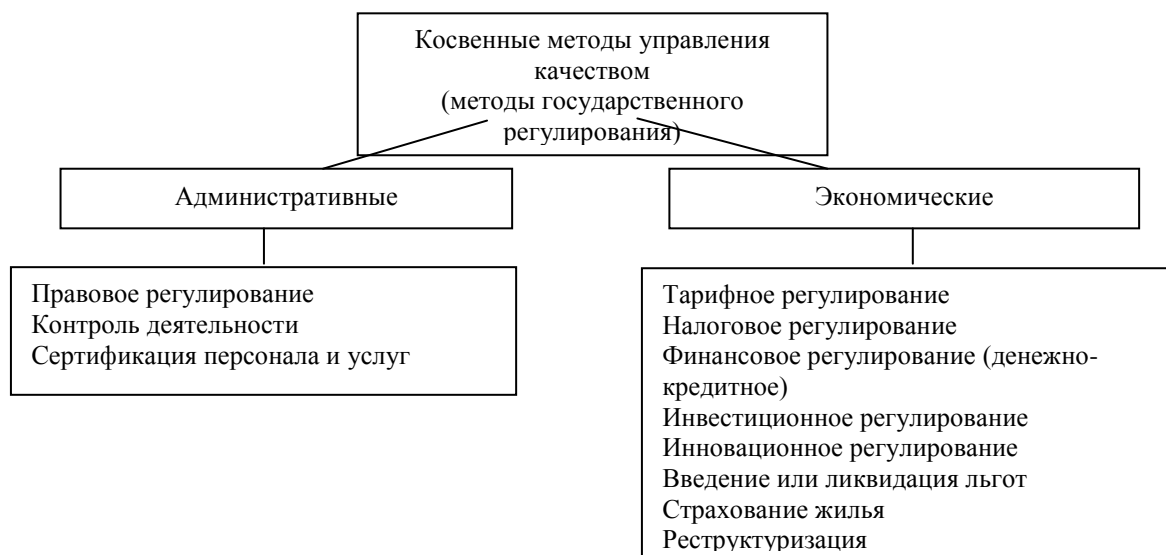 Косвенные методы управления
качеством
(методы государственного
регулирования)
Административные
Экономические
Правовое регулирование
Контроль деятельности
Сертификация персонала и услуг
Тарифное регулирование
Налоговое регулирование
Финансовое регулирование (денежно-
кредитное)
Инвестиционное регулирование
Инновационное регулирование
Введение или ликвидация льгот
Страхование жилья
Реструктуризация